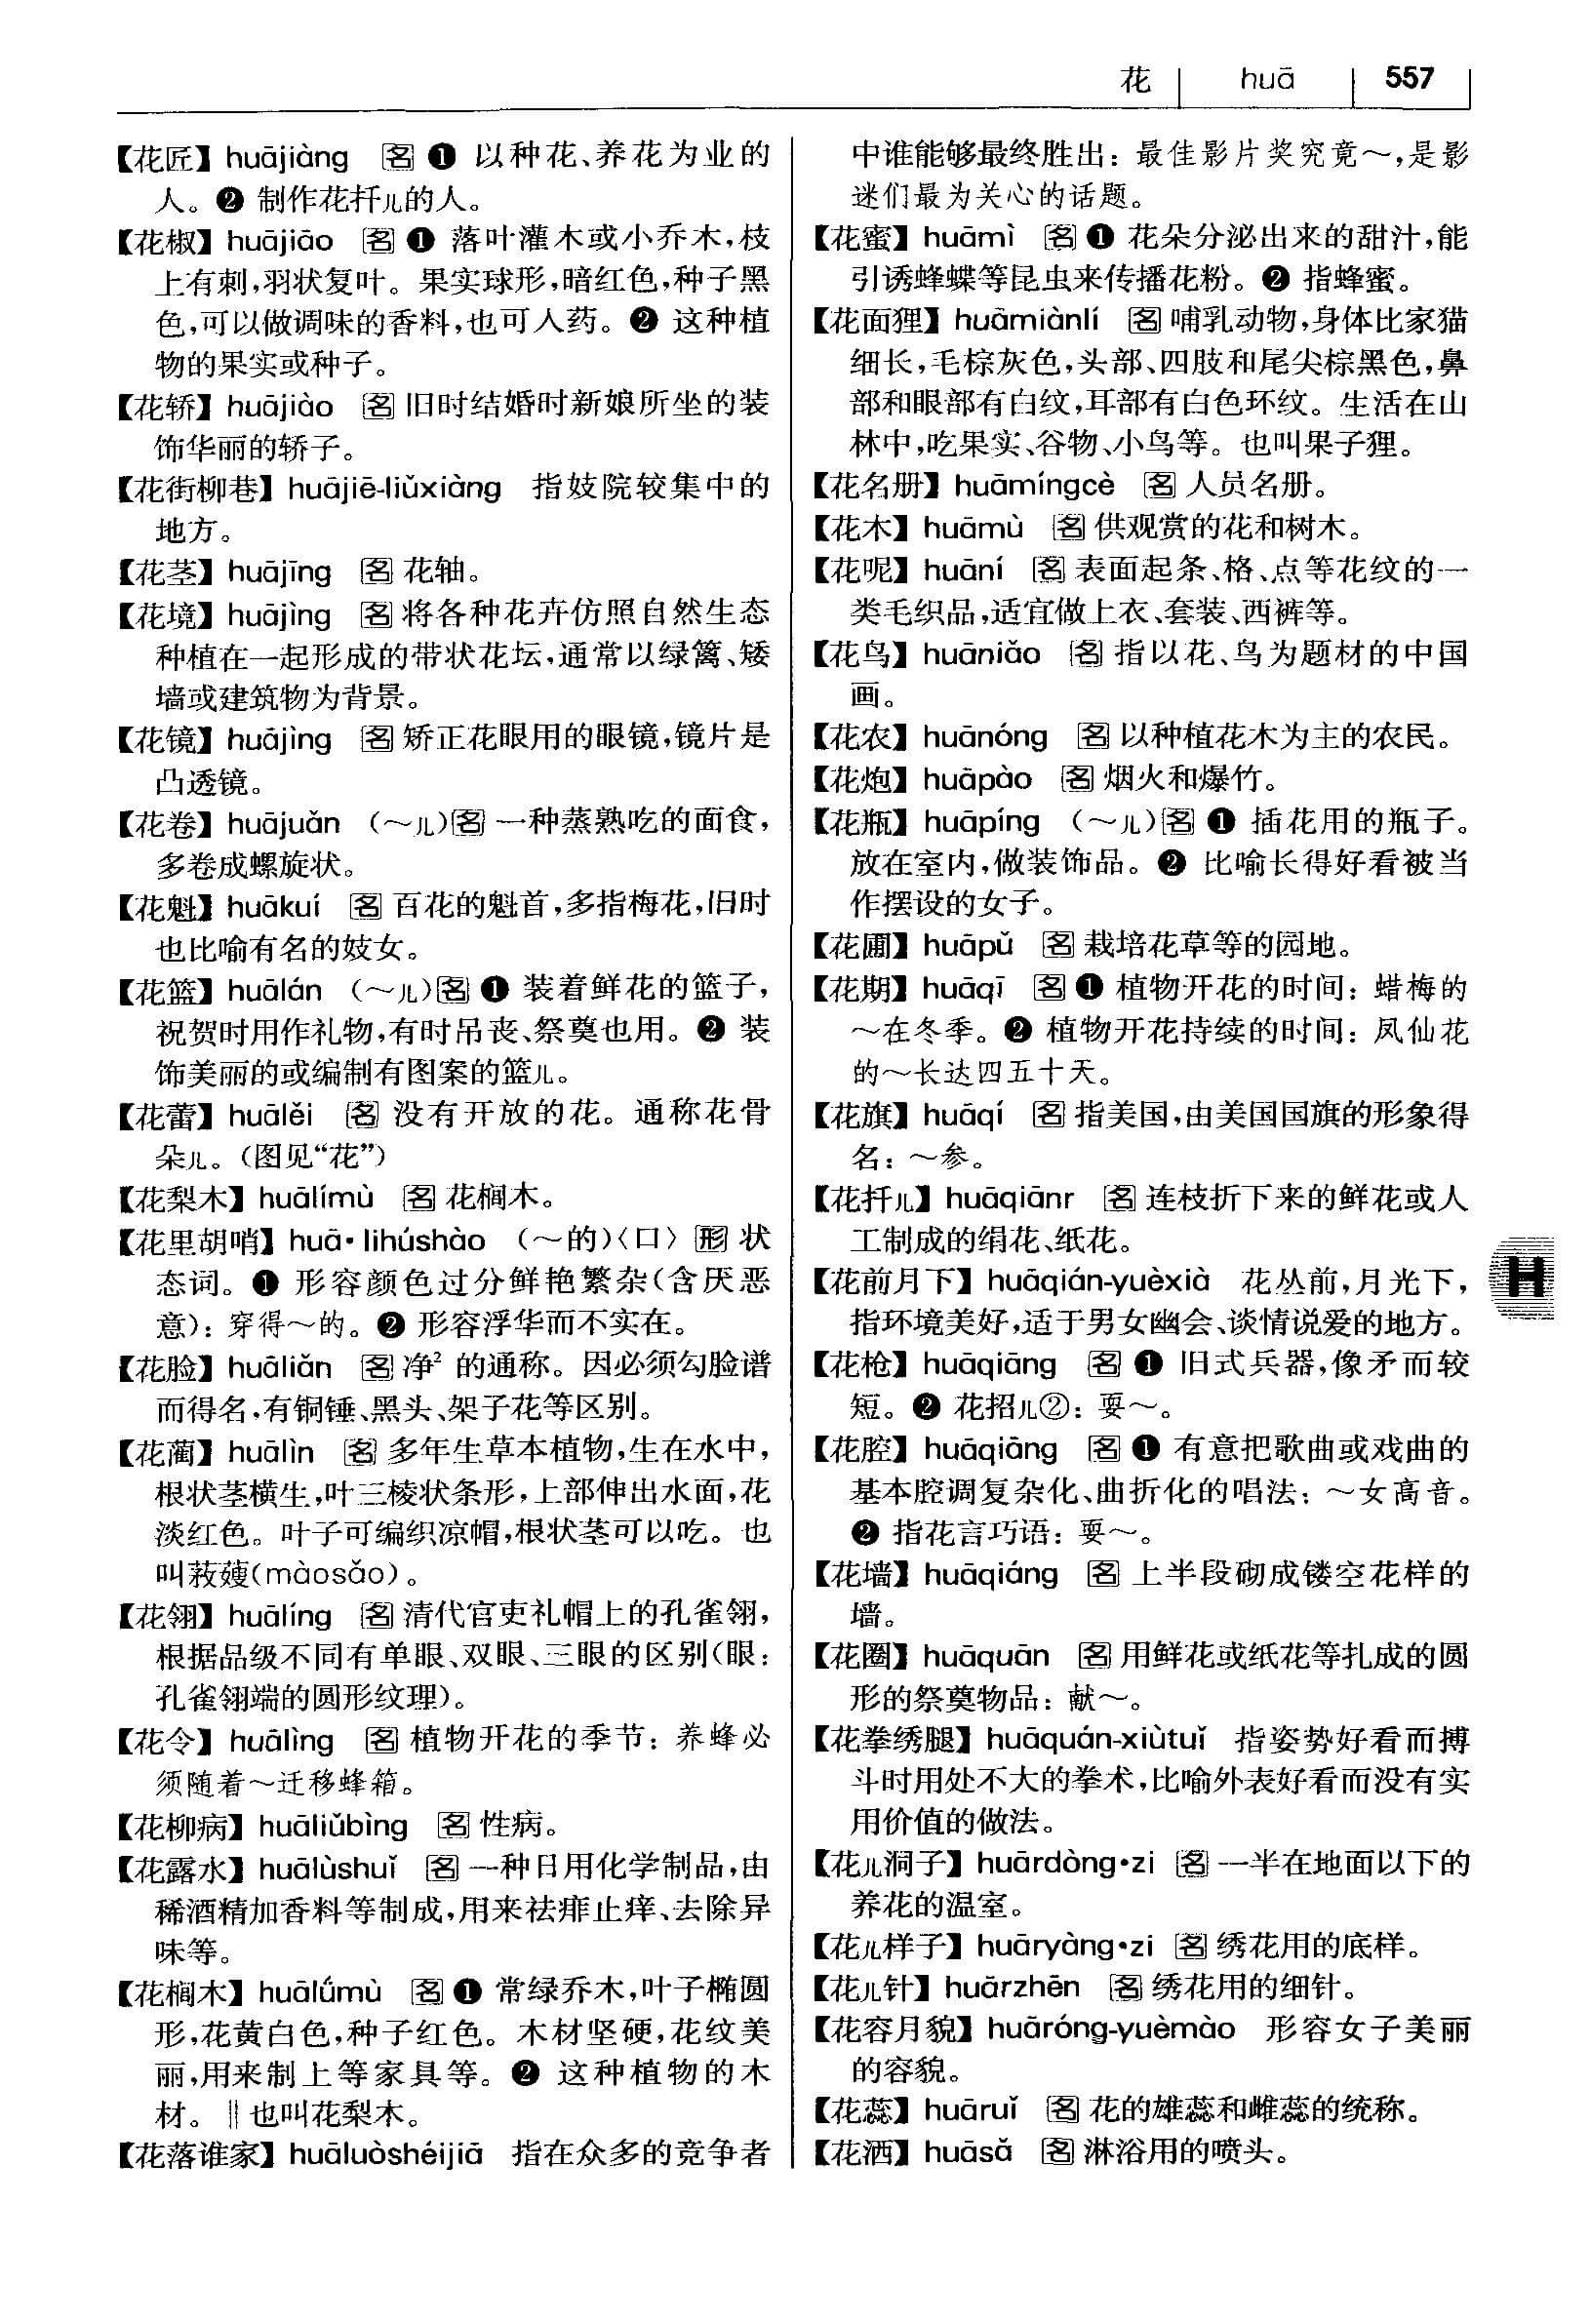 花 huā 557
【花匠】huājiàng 名 ❶ 以种花、养花为业的
人。❷ 制作花扦儿的人。
【花椒】huājiāo 名 ❶ 落叶灌木或小乔木,枝
上有刺,羽状复叶。果实球形,暗红色,种子黑
色,可以做调味的香料,也可入药。❷ 这种植
物的果实或种子。
【花轿】huājiào 名 旧时结婚时新娘所坐的装
饰华丽的轿子。
【花街柳巷】huājiē-liǔxiàng 指妓院较集中的
地方。
【花茎】huājīng 名 花轴。
【花境】huājìng 名 将各种花卉仿照自然生态
种植在一起形成的带状花坛,通常以绿篱、矮
墙或建筑物为背景。
【花镜】huājìng 名 矫正花眼用的眼镜,镜片是
凸透镜。
【花卷】huājuǎn (～儿)名 一种蒸熟吃的面食,
多卷成螺旋状。
【花魁】huākuí 名 百花的魁首,多指梅花,旧时
也比喻有名的妓女。
【花篮】huālán (～儿)名 ❶ 装着鲜花的篮子,
祝贺时用作礼物,有时吊丧、祭奠也用。❷ 装
饰美丽的或编制有图案的篮儿。
【花蕾】huālěi 名 没有开放的花。通称花骨
朵儿。(图见“花”)
【花梨木】huālímù 名 花榈木。
【花里胡哨】huā·lihúshào (～的)〈口〉形 状
态词。❶ 形容颜色过分鲜艳繁杂(含厌恶
意)：穿得～的。❷ 形容浮华而不实在。
【花脸】huāliǎn 名 净² 的通称。因必须勾脸谱
而得名,有铜锤、黑头、架子花等区别。
【花蔺】huālìn 名 多年生草本植物,生在水中,
根状茎横生,叶三棱状条形,上部伸出水面,花
淡红色。叶子可编织凉帽,根状茎可以吃。也
叫蓩䕅(màosǎo)。
【花翎】huālíng 名 清代官吏礼帽上的孔雀翎,
根据品级不同有单眼、双眼、三眼的区别(眼：
孔雀翎端的圆形纹理)。
【花令】huālìng 名 植物开花的季节：养蜂必
须随着～迁移蜂箱。
【花柳病】huāliǔbìng 名 性病。
【花露水】huālùshuǐ 名 一种日用化学制品,由
稀酒精加香料等制成,用来祛痱止痒、去除异
味等。
【花榈木】huālǘmù 名 ❶ 常绿乔木,叶子椭圆
形,花黄白色,种子红色。木材坚硬,花纹美
丽,用来制上等家具等。❷ 这种植物的木
材。‖也叫花梨木。
【花落谁家】huāluòshéijiā 指在众多的竞争者
中谁能够最终胜出：最佳影片奖究竟～,是影
迷们最为关心的话题。
【花蜜】huāmì 名 ❶ 花朵分泌出来的甜汁,能
引诱蜂蝶等昆虫来传播花粉。❷ 指蜂蜜。
【花面狸】huāmiànlí 名 哺乳动物,身体比家猫
细长,毛棕灰色,头部、四肢和尾尖棕黑色,鼻
部和眼部有白纹,耳部有白色环纹。生活在山
林中,吃果实、谷物、小鸟等。也叫果子狸。
【花名册】huāmíngcè 名 人员名册。
【花木】huāmù 名 供观赏的花和树木。
【花呢】huāní 名 表面起条、格、点等花纹的一
类毛织品,适宜做上衣、套装、西裤等。
【花鸟】huāniǎo 名 指以花、鸟为题材的中国
画。
【花农】huānóng 名 以种植花木为主的农民。
【花炮】huāpào 名 烟火和爆竹。
【花瓶】huāpíng (～儿)名 ❶ 插花用的瓶子。
放在室内,做装饰品。❷ 比喻长得好看被当
作摆设的女子。
【花圃】huāpǔ 名 栽培花草等的园地。
【花期】huāqī 名 ❶ 植物开花的时间：蜡梅的
～在冬季。❷ 植物开花持续的时间：凤仙花
的～长达四五十天。
【花旗】huāqí 名 指美国,由美国国旗的形象得
名：～参。
【花扦儿】huāqiānr 名 连枝折下来的鲜花或人
工制成的绢花、纸花。
【花前月下】huāqián-yuèxià 花丛前,月光下,
指环境美好,适于男女幽会、谈情说爱的地方。
【花枪】huāqiāng 名 ❶ 旧式兵器,像矛而较
短。❷ 花招儿②：耍～。
【花腔】huāqiāng 名 ❶ 有意把歌曲或戏曲的
基本腔调复杂化、曲折化的唱法：～女高音。
❷ 指花言巧语：耍～。
【花墙】huāqiáng 名 上半段砌成镂空花样的
墙。
【花圈】huāquān 名 用鲜花或纸花等扎成的圆
形的祭奠物品：献～。
【花拳绣腿】huāquán-xiùtuǐ 指姿势好看而搏
斗时用处不大的拳术,比喻外表好看而没有实
用价值的做法。
【花儿洞子】huārdòng·zi 名 一半在地面以下的
养花的温室。
【花儿样子】huāryàng·zi 名 绣花用的底样。
【花儿针】huārzhēn 名 绣花用的细针。
【花容月貌】huāróng-yuèmào 形容女子美丽
的容貌。
【花蕊】huāruǐ 名 花的雄蕊和雌蕊的统称。
【花洒】huāsǎ 名 淋浴用的喷头。
H